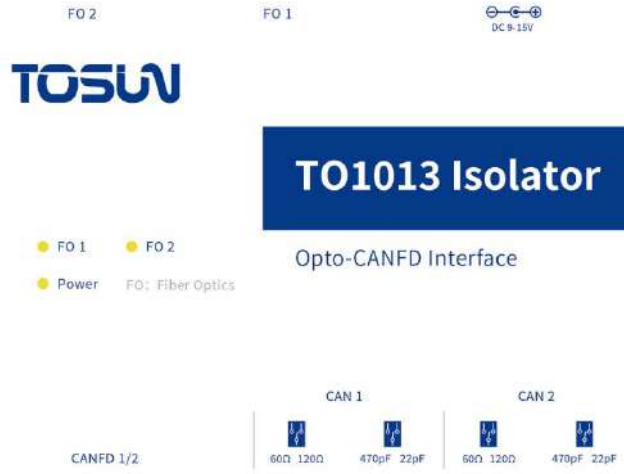 FO 2 FO 1
DC 9-15V
TOSUN
TO1013 Isolator
FO 1 FO 2
Opto-CANFD Interface
Power FO: Fiber Optics
CAN 1 CAN 2
60Ω 120Ω 470pF 22pF 60Ω 120Ω 470pF 22pF
CANFD 1/2